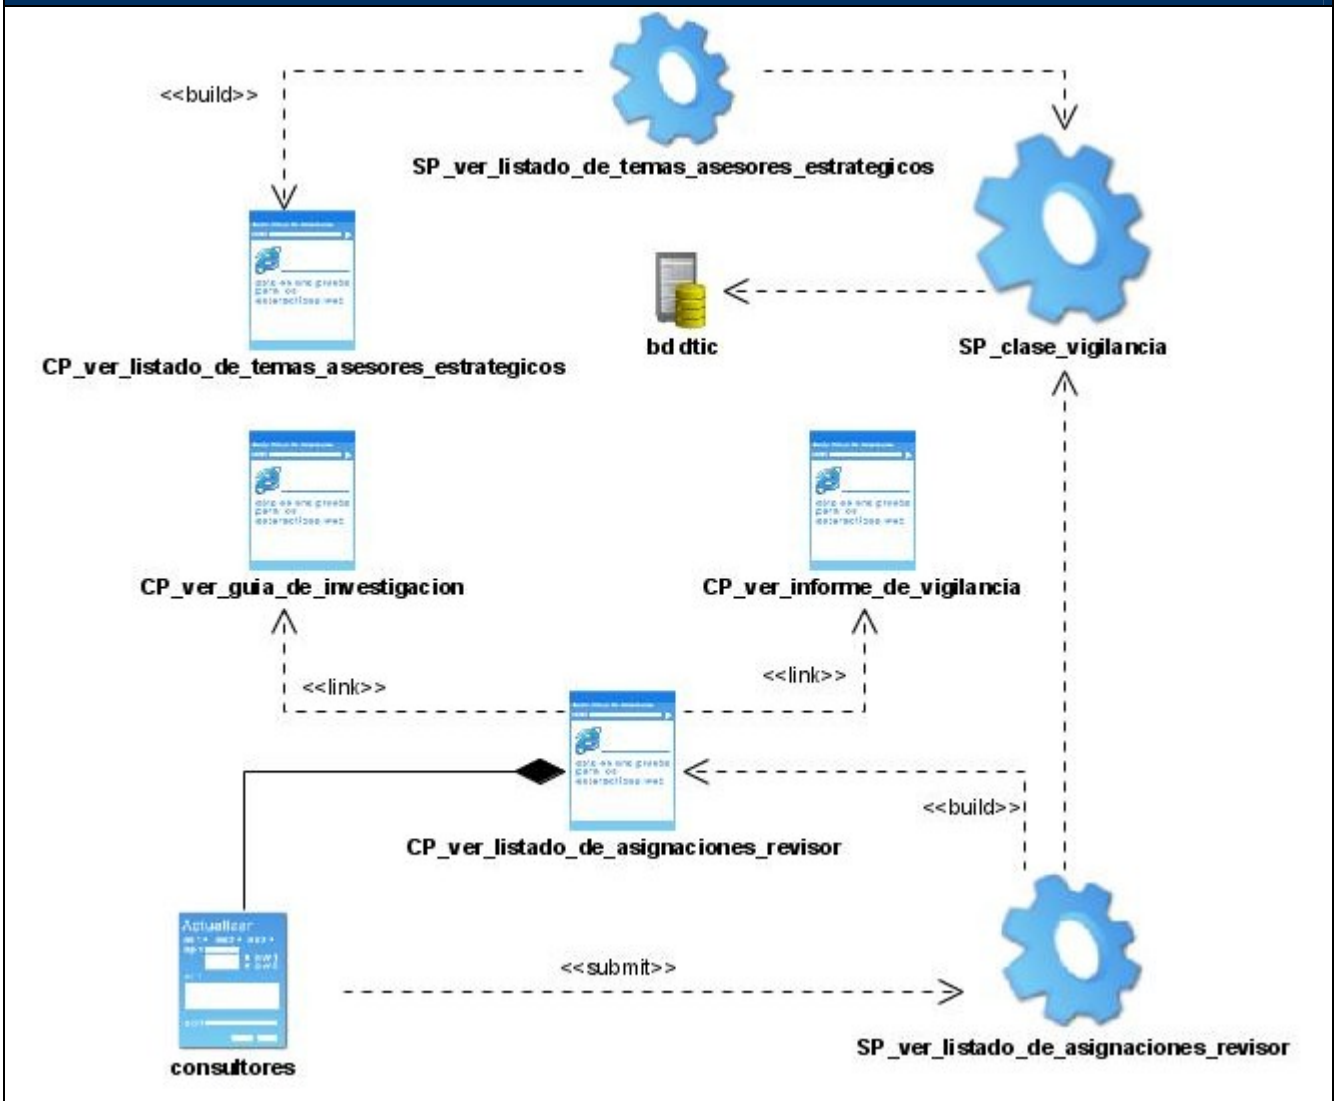 <<build>>
SP_ver_listado_de_temas_asesores_estrategicos
bd dtic
SP_clase_vigilancia
CP_ver_listado_de_temas_asesores_estrategicos
CP_ver_guia_de_investigacion
CP_ver_informe_de_vigilancia
<<link>>
<<link>>
<<build>>
CP_ver_listado_de_asignaciones_revisor
Actualizar
<<submit>>
SP_ver_listado_de_asignaciones_revisor
consultores